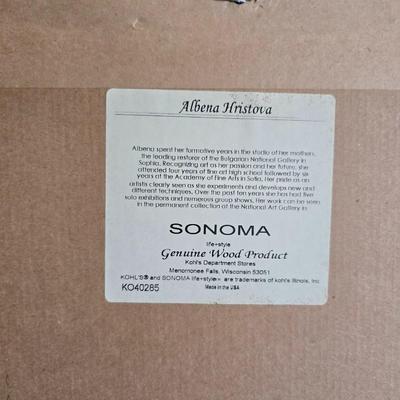 Albena Hristova
Albena spent her formative years in the studio of her mothers,
the leading restorer of the Bulgarian National Gallery in
Sophia. Recognizing art as her passion and her future, she
attended four years of fine art high school followed by six
years at the Academy of Fine Arts in Sofia. Her pride as an
artists clearly seen as she experiments and develops new and
different techniques. Over the past ten years she has had five
solo exhibitions and numerous group shows. Her work can be seen
in the permanent collection at the National Art Gallery in
SONOMA
life+style
Genuine Wood Product
Kohl's Department Stores
Menomonee Falls, Wisconsin 53051
KOHL'S® and SONOMA life+style™ are trademarks of kohl's Illinois, Inc
KO40285
Made in the USA